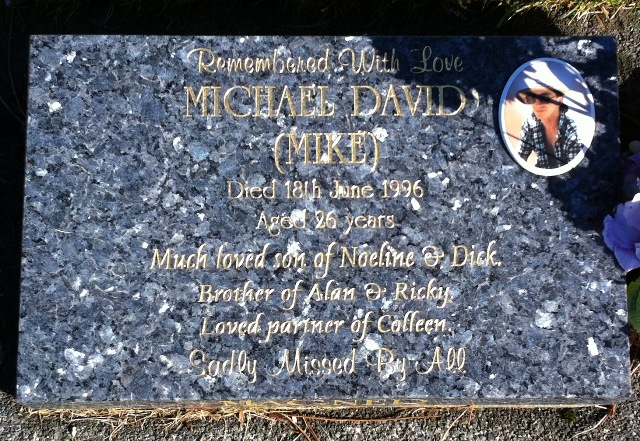 Remembered With Love
MICHAEL DAVID
(MIKE)
Died 18th June 1996
Aged 26 years
Much loved son of Noeline & Dick.
Brother of Alan & Ricky.
Loved partner of Colleen.
Sadly Missed By All